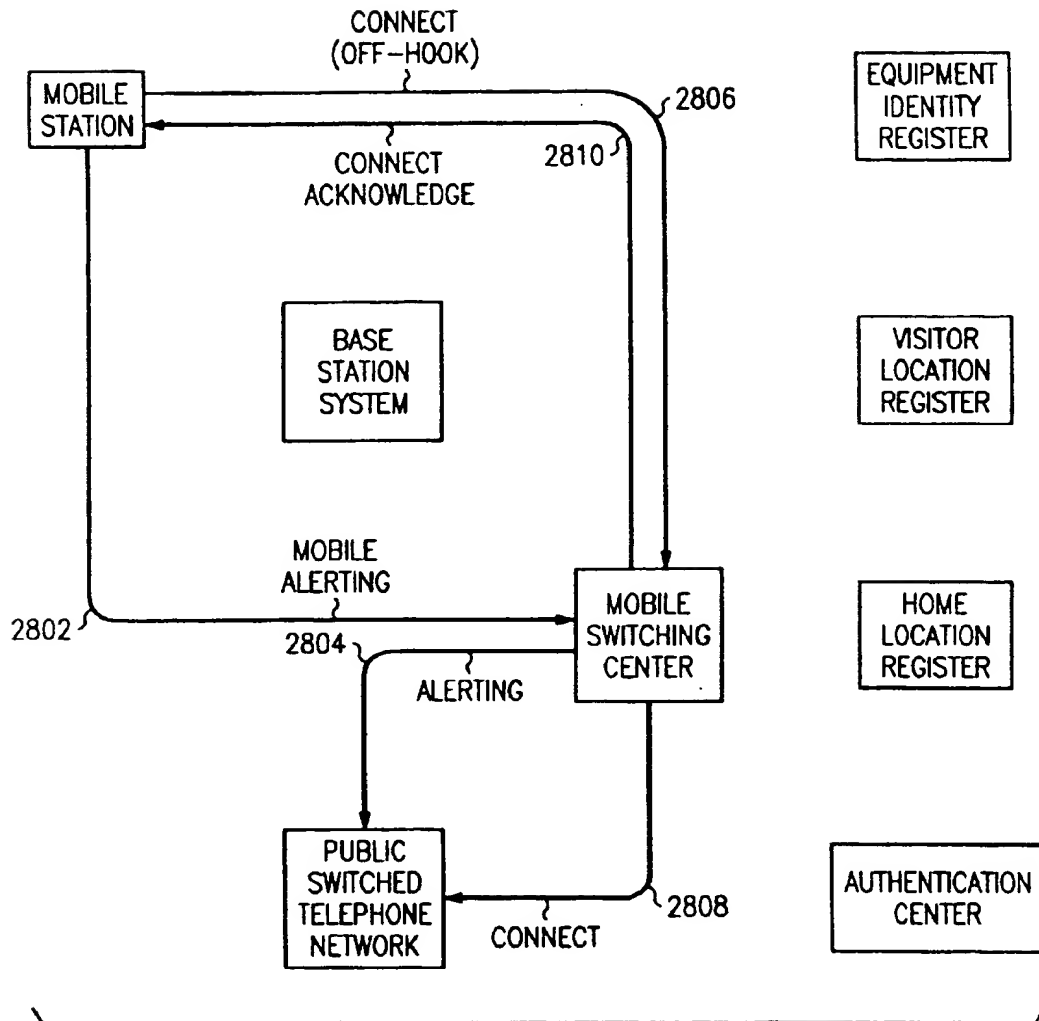 CONNECT
(OFF-HOOK)
MOBILE
STATION
2806
EQUIPMENT
IDENTITY
REGISTER
2810
CONNECT
ACKNOWLEDGE
BASE
STATION
SYSTEM
VISITOR
LOCATION
REGISTER
MOBILE
ALERTING
2802
2804
ALERTING
MOBILE
SWITCHING
CENTER
HOME
LOCATION
REGISTER
PUBLIC
SWITCHED
TELEPHONE
NETWORK
CONNECT
2808
AUTHENTICATION
CENTER